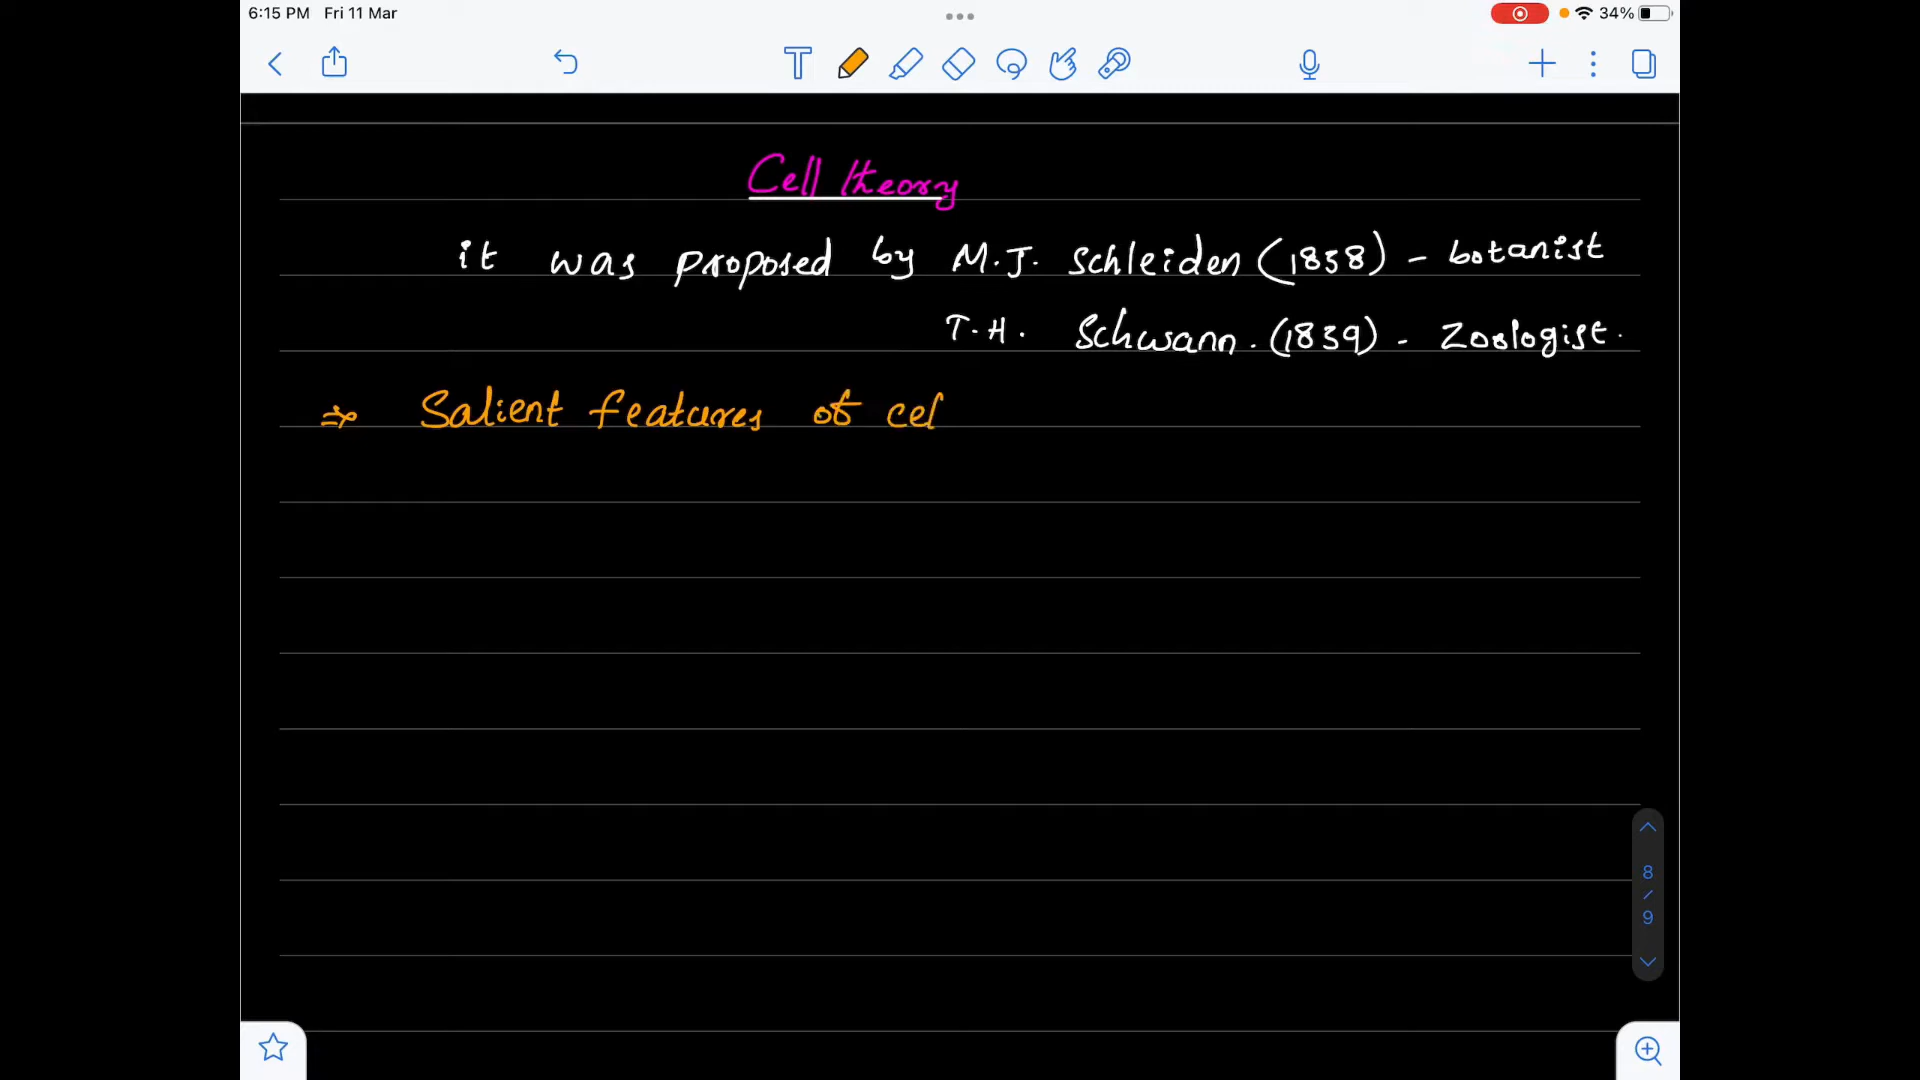 6:15 PM Fri 11 Mar
34%
Cell theory
it was proposed by M.J. Schleiden (1838) - botanist
T.H. Schwann. (1839) - Zoologist.
⇒ Salient features of cel
8
/
9